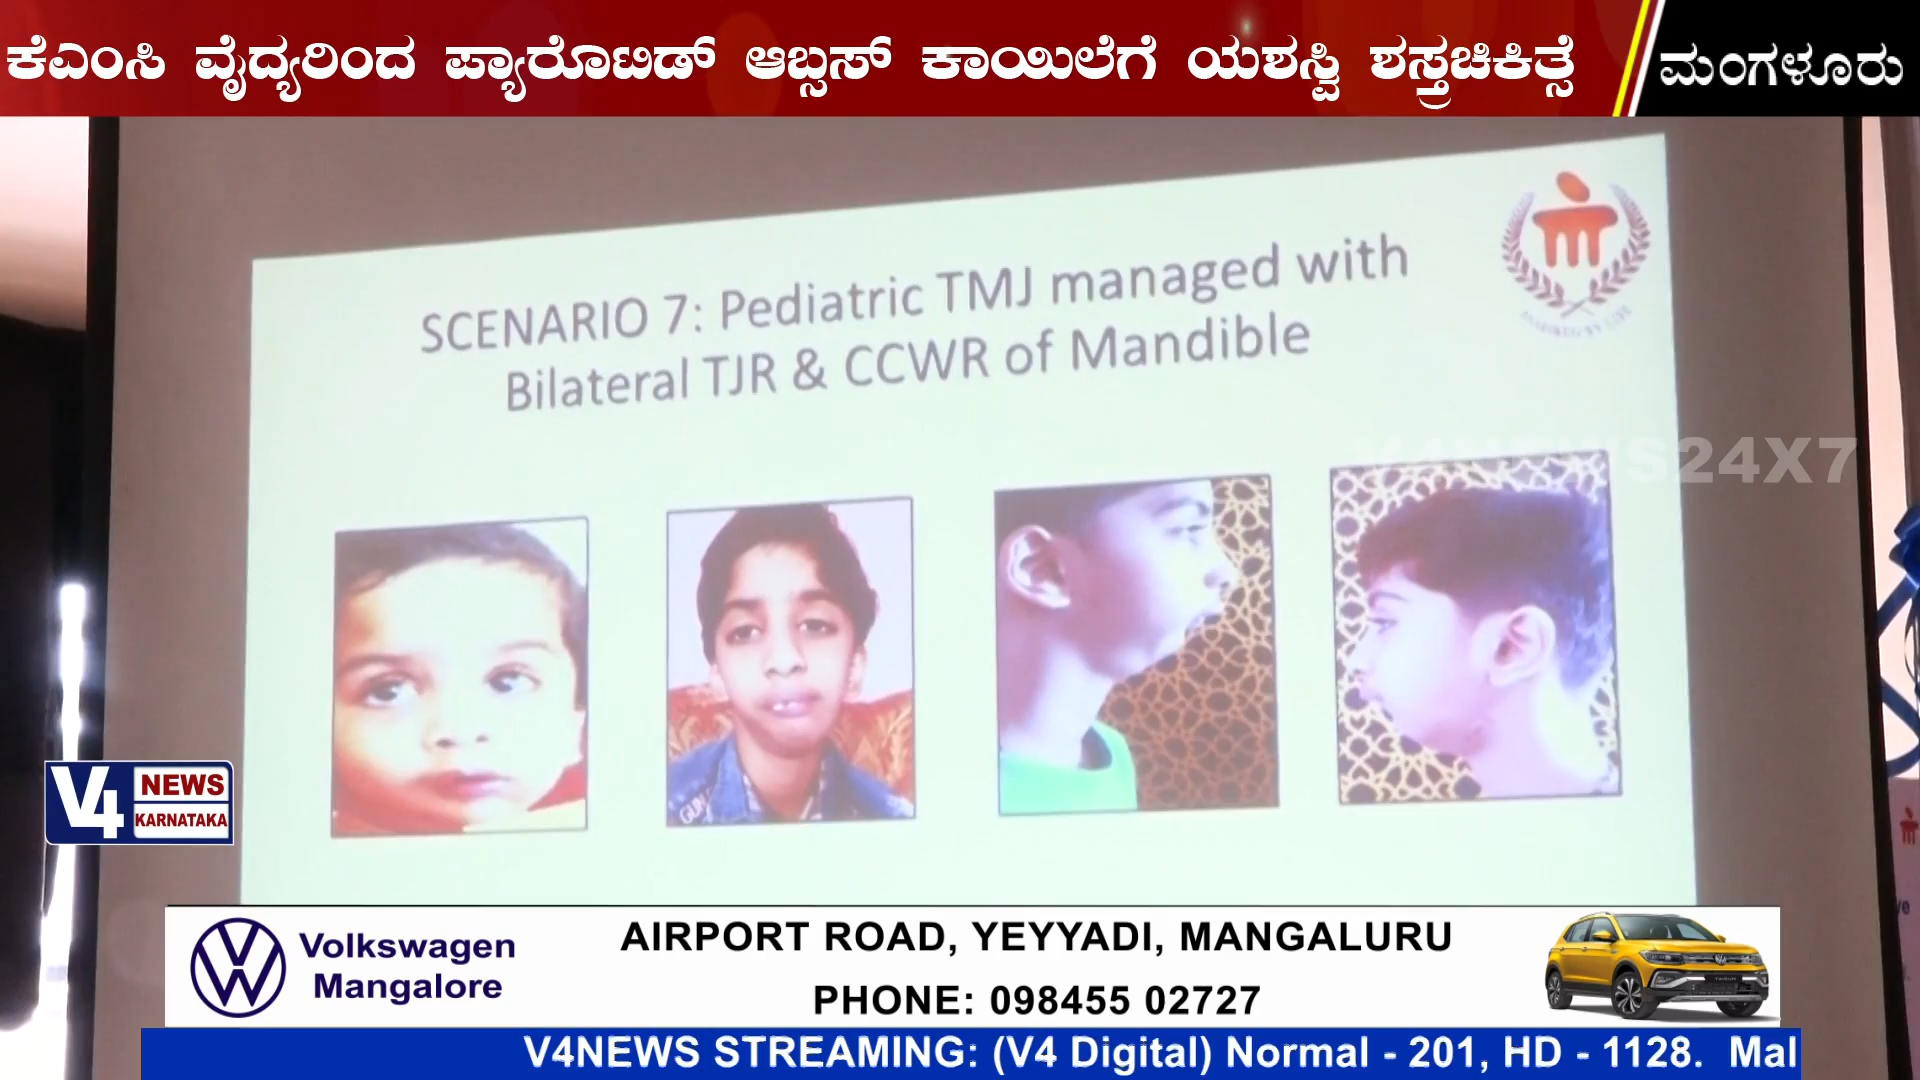 ಕೆಎಂಸಿ ವೈದ್ಯರಿಂದ ಪ್ಯಾರೊಟಿಡ್ ಆಬ್ಸಸ್ ಕಾಯಿಲೆಗೆ ಯಶಸ್ವಿ ಶಸ್ತ್ರಚಿಕಿತ್ಸೆ
ಮಂಗಳೂರು
SCENARIO 7: Pediatric TMJ managed with
Bilateral TJR & CCWR of Mandible
V4NEWS24X7
V4 NEWS
KARNATAKA
Volkswagen
Mangalore
AIRPORT ROAD, YEYYADI, MANGALURU
PHONE: 098455 02727
V4NEWS STREAMING: (V4 Digital) Normal - 201, HD - 1128. Mal